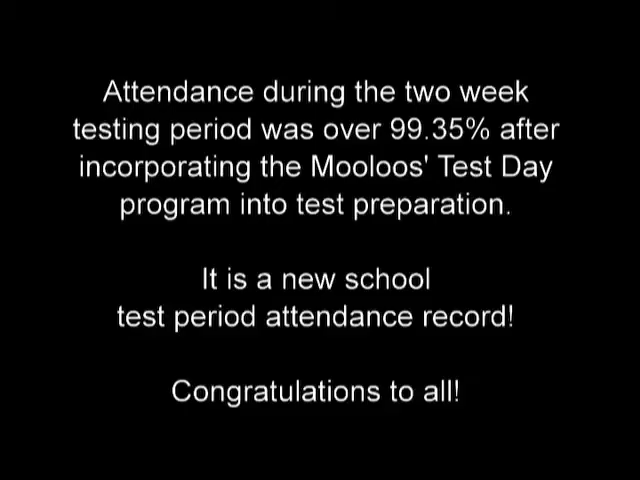 Attendance during the two week
testing period was over 99.35% after
incorporating the Mooloos' Test Day
program into test preparation.
It is a new school
test period attendance record!
Congratulations to all!